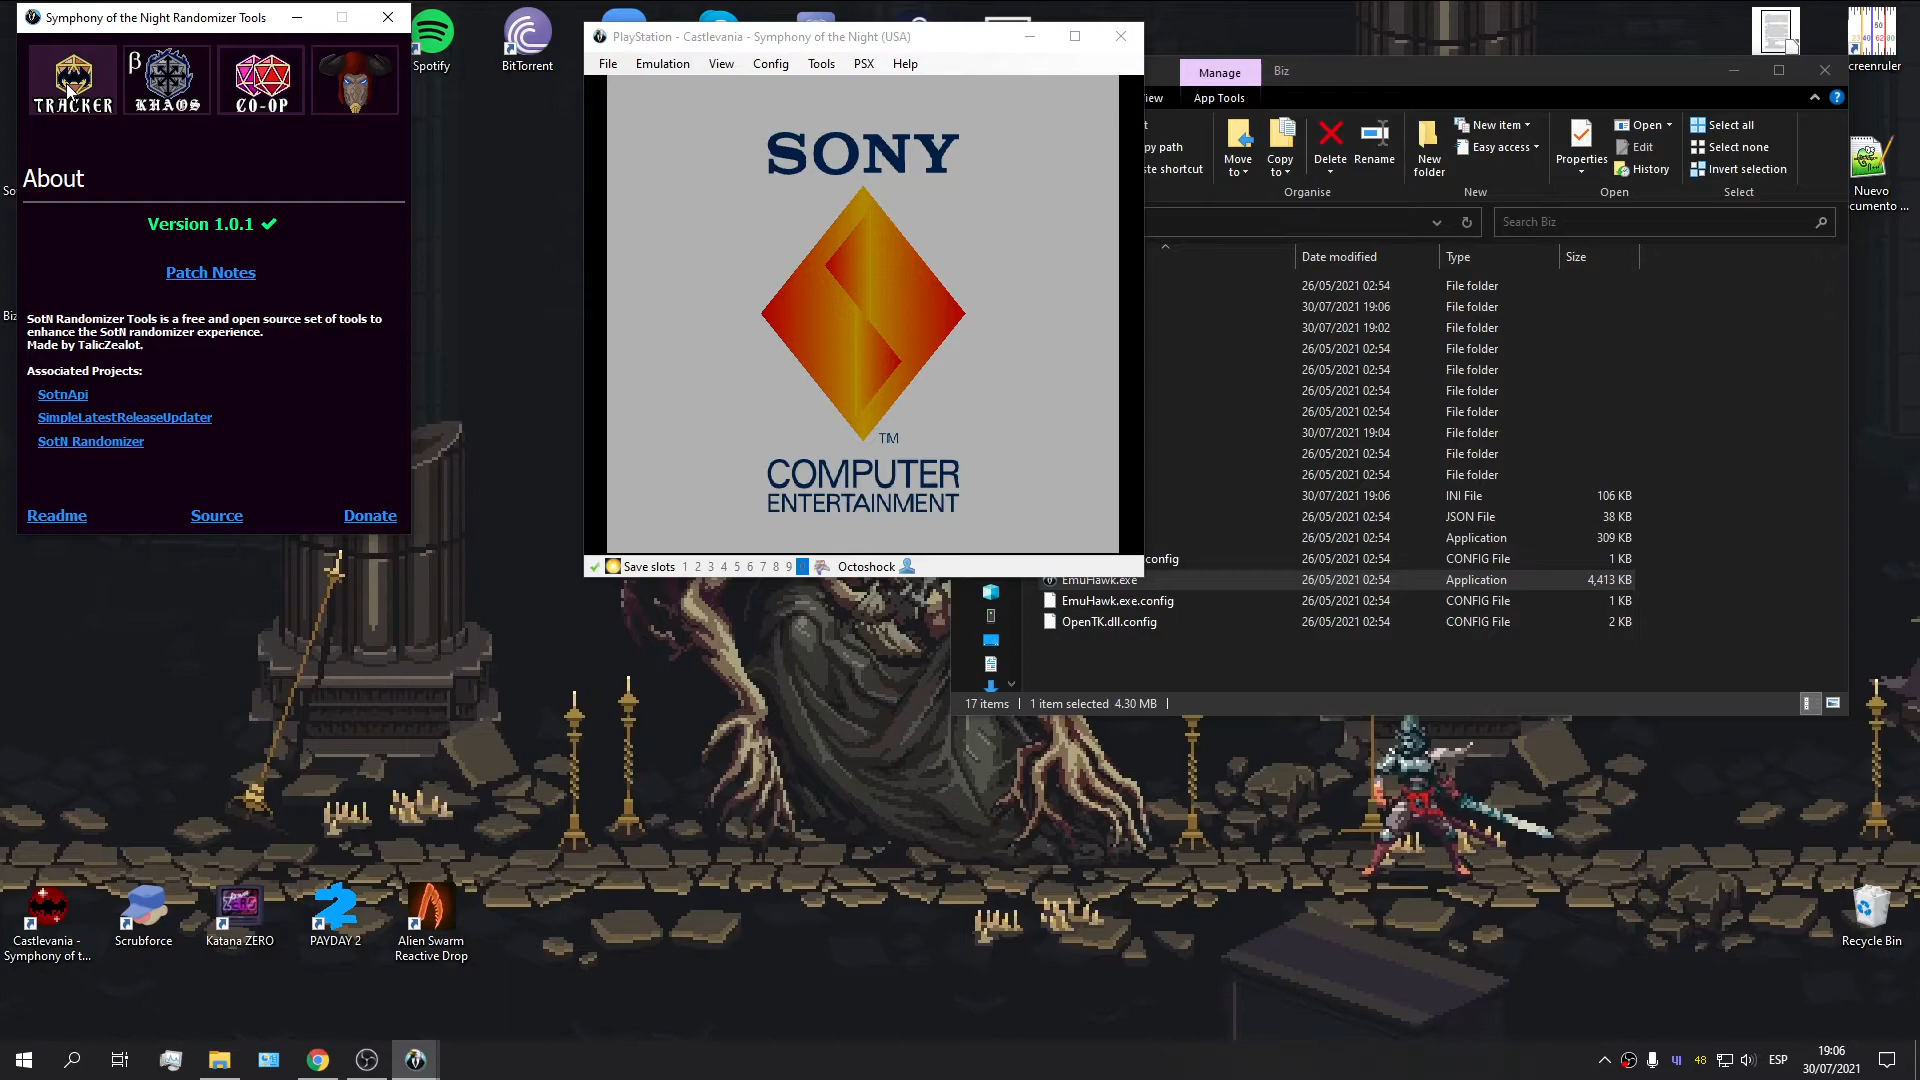 Symphony of the Night Randomizer Tools
TRACKER
β KHAOS
CO-OP
About
Version 1.0.1
Patch Notes
SotN Randomizer Tools is a free and open source set of tools to
enhance the SotN randomizer experience.
Made by TalicZealot.
Associated Projects:
SotnApi
SimpleLatestReleaseUpdater
SotN Randomizer
Readme Source Donate
Spotify
BitTorrent
PlayStation - Castlevania - Symphony of the Night (USA)
File Emulation View Config Tools PSX Help
SONY
TM
COMPUTER
ENTERTAINMENT
Save slots 1 2 3 4 5 6 7 8 9 0 Octoshock
Manage Biz
iew App Tools
py path
te shortcut
Move
to
Copy
to
Delete
Rename
Organise
New
folder
New item
Easy access
New
Properties
Open
Edit
History
Open
Select all
Select none
Invert selection
Select
Search Biz
Date modified Type Size
26/05/2021 02:54 File folder
30/07/2021 19:06 File folder
30/07/2021 19:02 File folder
26/05/2021 02:54 File folder
26/05/2021 02:54 File folder
26/05/2021 02:54 File folder
26/05/2021 02:54 File folder
30/07/2021 19:04 File folder
26/05/2021 02:54 File folder
26/05/2021 02:54 File folder
30/07/2021 19:06 INI File 106 KB
26/05/2021 02:54 JSON File 38 KB
26/05/2021 02:54 Application 309 KB
config 26/05/2021 02:54 CONFIG File 1 KB
EmuHawk.exe 26/05/2021 02:54 Application 4,413 KB
EmuHawk.exe.config 26/05/2021 02:54 CONFIG File 1 KB
OpenTK.dll.config 26/05/2021 02:54 CONFIG File 2 KB
17 items 1 item selected 4.30 MB
creenruler
Nuevo
cumento ...
So
Biz
Castlevania -
Symphony of t...
Scrubforce
Katana ZERO
PAYDAY 2
Alien Swarm
Reactive Drop
Recycle Bin
48
ESP
19:06
30/07/2021